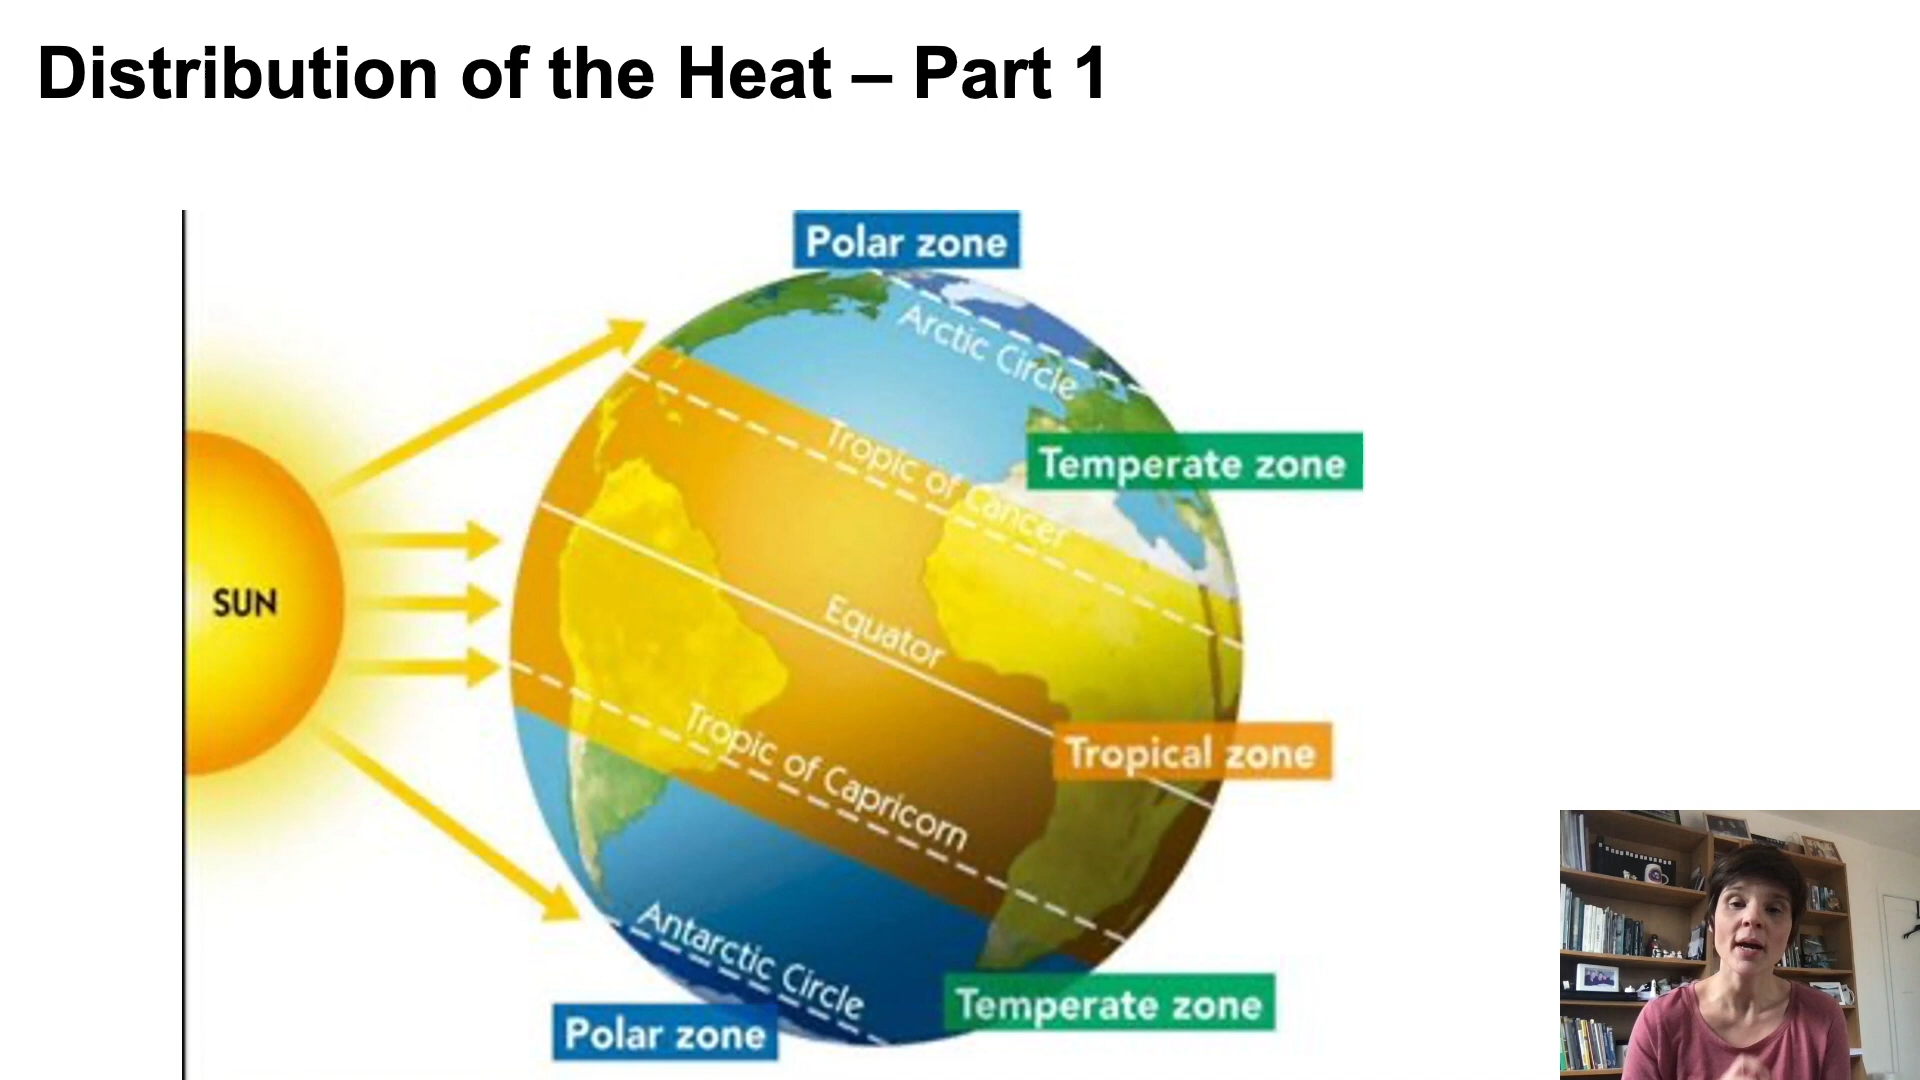 Distribution of the Heat – Part 1
Polar zone
Arctic Circle
Temperate zone
Tropic of Cancer
SUN
Equator
Tropical zone
Tropic of Capricorn
Antarctic Circle
Temperate zone
Polar zone